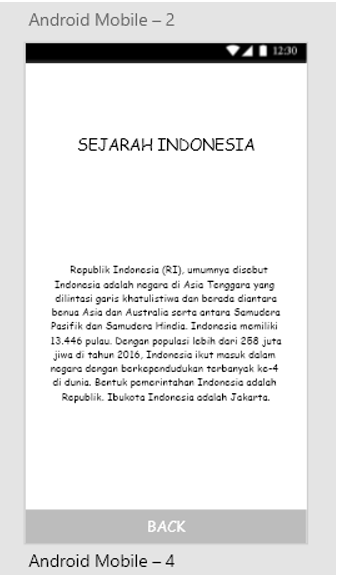 Android Mobile – 2
12:30
SEJARAH INDONESIA
Republik Indonesia (RI), umumnya disebut
Indonesia adalah negara di Asia Tenggara yang
dilintasi garis khatulistiwa dan berada diantara
benua Asia dan Australia serta antara Samudera
Pasifik dan Samudera Hindia. Indonesia memiliki
13.446 pulau. Dengan populasi lebih dari 258 juta
jiwa di tahun 2016, Indonesia ikut masuk dalam
negara dengan berkependudukan terbanyak ke-4
di dunia. Bentuk pemerintahan Indonesia adalah
Republik. Ibukota Indonesia adalah Jakarta.
BACK
Android Mobile – 4